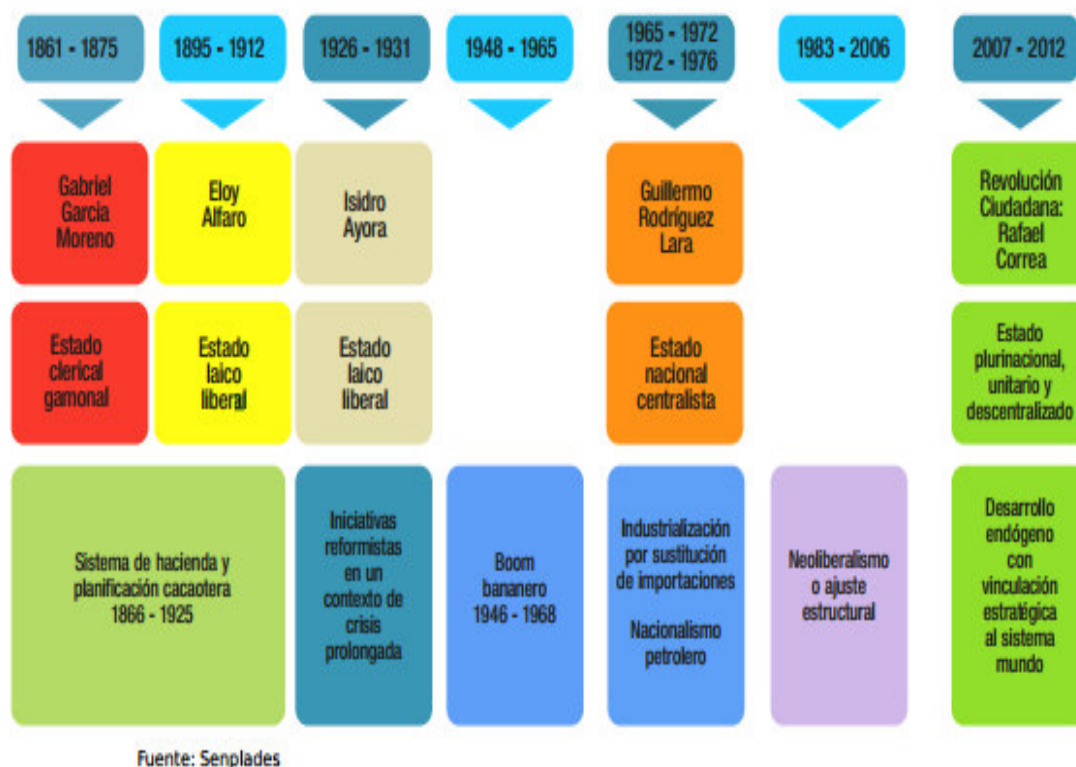 1861 - 1875
1895 - 1912
1926 - 1931
1948 - 1965
1965 - 1972
1972 - 1976
1983 - 2006
2007 - 2012
Gabriel
Garcia
Moreno
Eloy
Alfaro
Isidro
Ayora
Guillermo
Rodríguez
Lara
Revolución
Ciudadana:
Rafael
Correa
Estado
clerical
gamonal
Estado
laico
liberal
Estado
laico
liberal
Estado
nacional
centralista
Estado
plurinacional,
unitario y
descentralizado
Sistema de hacienda y
planificación cacaotera
1866 - 1925
Iniciativas
reformistas
en un
contexto de
crisis
prolongada
Boom
bananero
1946 - 1968
Industrialización
por sustitución
de importaciones
Nacionalismo
petrolero
Neoliberalismo
o ajuste
estructural
Desarrollo
endógeno
con
vinculación
estratégica
al sistema
mundo
Fuente: Senplades